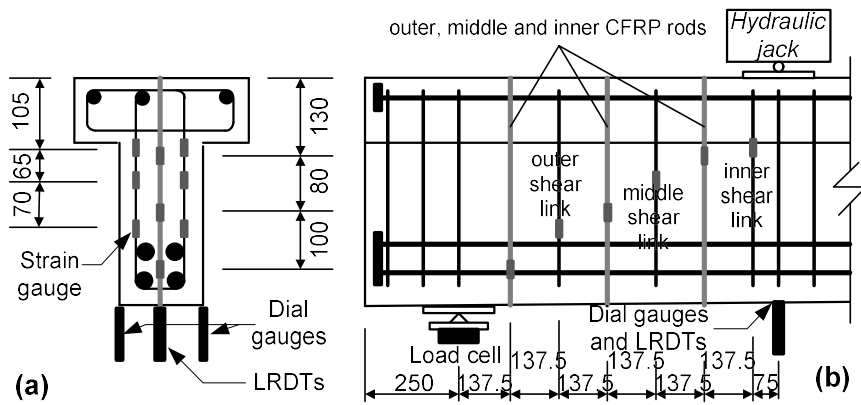 105
65
70
130
80
100
Strain
gauge
Dial
gauges
LRDTs
(a)
outer, middle and inner CFRP rods
Hydraulic
jack
outer
shear
link
middle
shear
link
inner
shear
link
Load cell
Dial gauges
and LRDTs
137.5 137.5 137.5
250 137.5 137.5 137.5 75
(b)